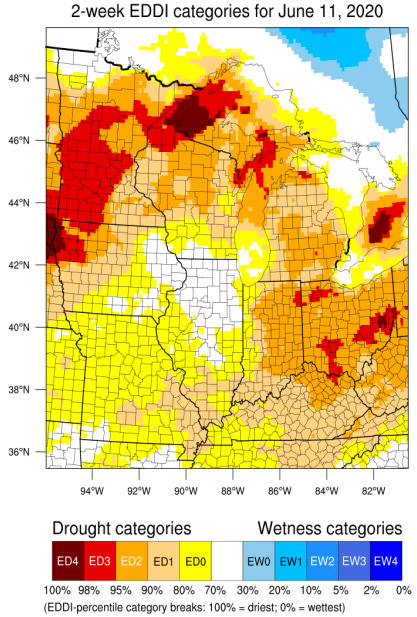 2-week EDDI categories for June 11, 2020
48°N
46°N
44°N
42°N
40°N
38°N
36°N
94°W 92°W 90°W 88°W 86°W 84°W 82°W
Drought categories Wetness categories
ED4 ED3 ED2 ED1 ED0 EW0 EW1 EW2 EW3 EW4
100% 98% 95% 90% 80% 70% 30% 20% 10% 5% 2% 0%
(EDDI-percentile category breaks: 100% = driest; 0% = wettest)